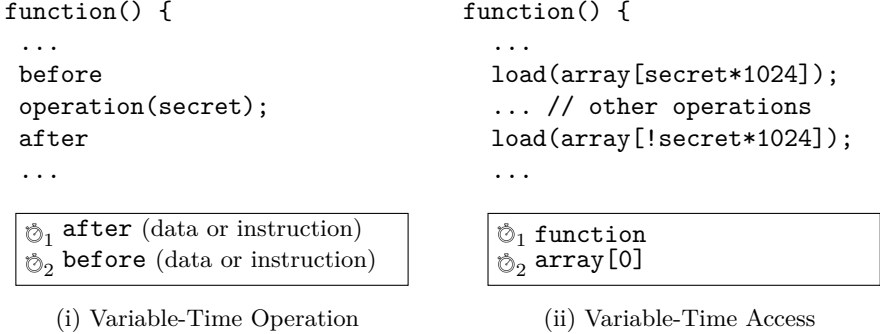 function() {
...
before
operation(secret);
after
...
⏱1 after (data or instruction)
⏱2 before (data or instruction)
(i) Variable-Time Operation
function() {
...
load(array[secret*1024]);
... // other operations
load(array[!secret*1024]);
...
⏱1 function
⏱2 array[0]
(ii) Variable-Time Access